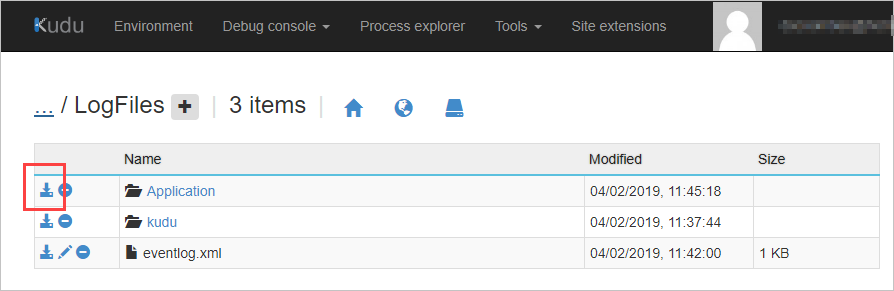 Kudu Environment Debug console Process explorer Tools Site extensions
... / LogFiles + | 3 items |
Name Modified Size
Application 04/02/2019, 11:45:18
kudu 04/02/2019, 11:37:44
eventlog.xml 04/02/2019, 11:42:00 1 KB